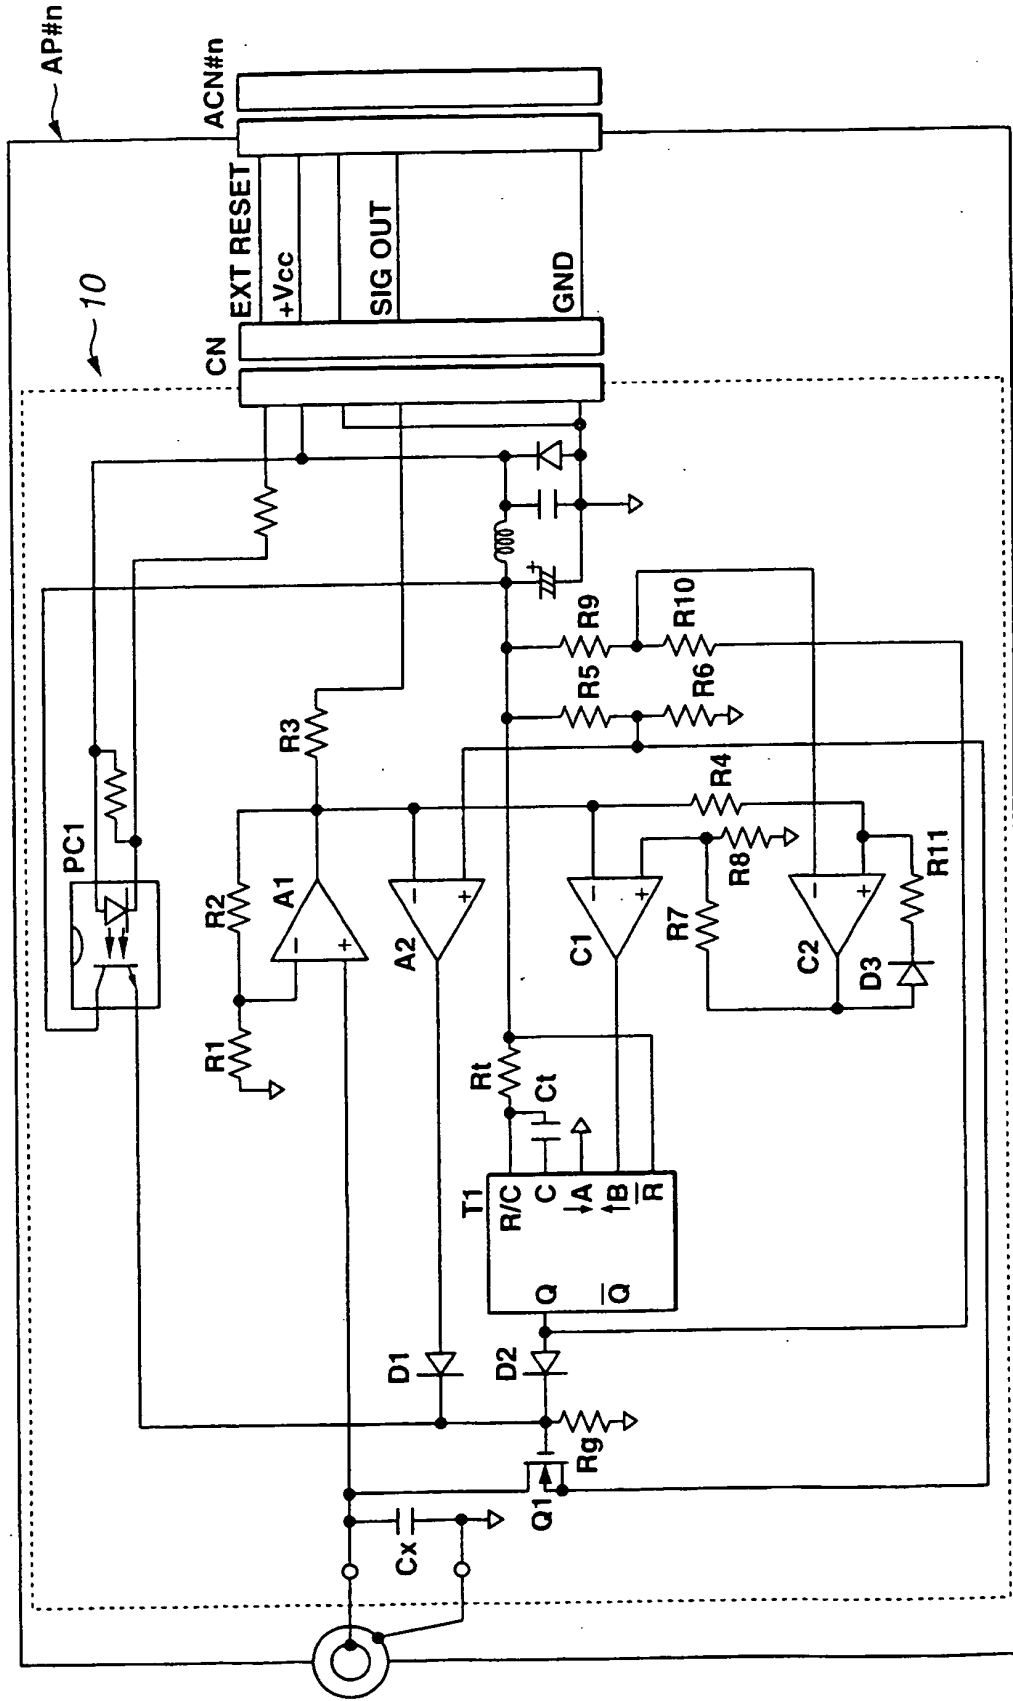 AP#n
ACN#n
10
EXT RESET
+Vcc
SIG OUT
GND
CN
PC1
R3
R9
R10
R5
R6
R4
R2
A1
A2
C1
R8
R7
C2
R11
D3
R1
Rt
Ct
T1
R/C
C
↓A
↑B
R̅
Q
Q̅
D1
D2
Rg
Q1
Cx
+
−
+
−
+
−
+
−
+